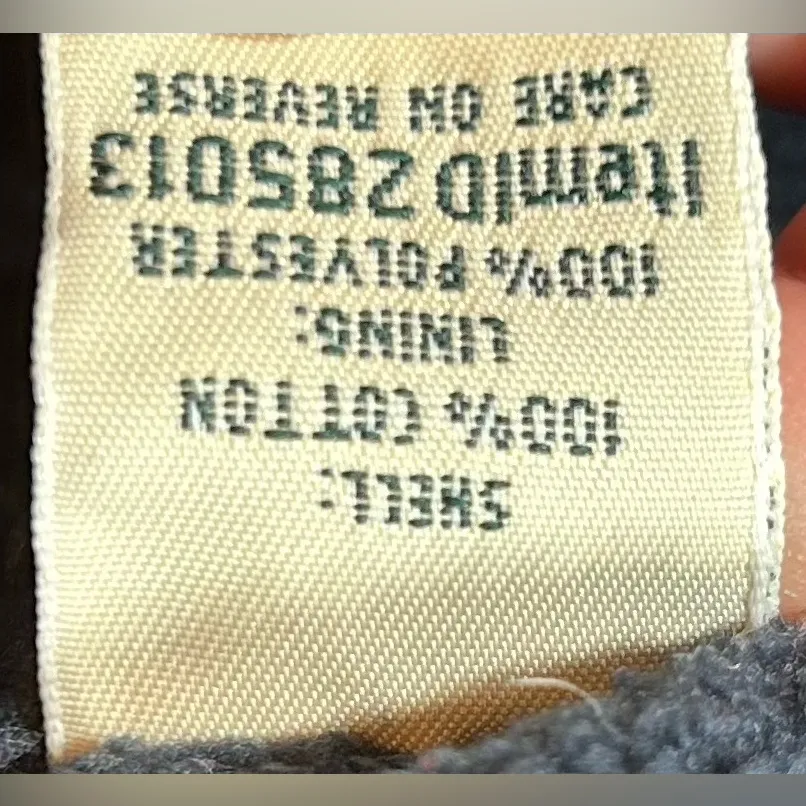 SHELL:
100% COTTON
LINING:
100% POLYESTER
ItemID 285013
CARE ON REVERSE